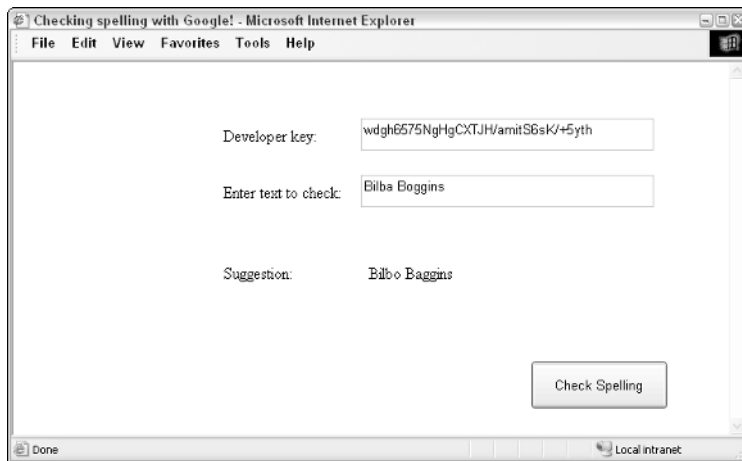 Checking spelling with Google! - Microsoft Internet Explorer
File Edit View Favorites Tools Help
Developer key: wdgh6575NgHgCXTJH/amitS6sK/+5yth
Enter text to check: Bilba Boggins
Suggestion: Bilbo Baggins
Check Spelling
Done Local intranet